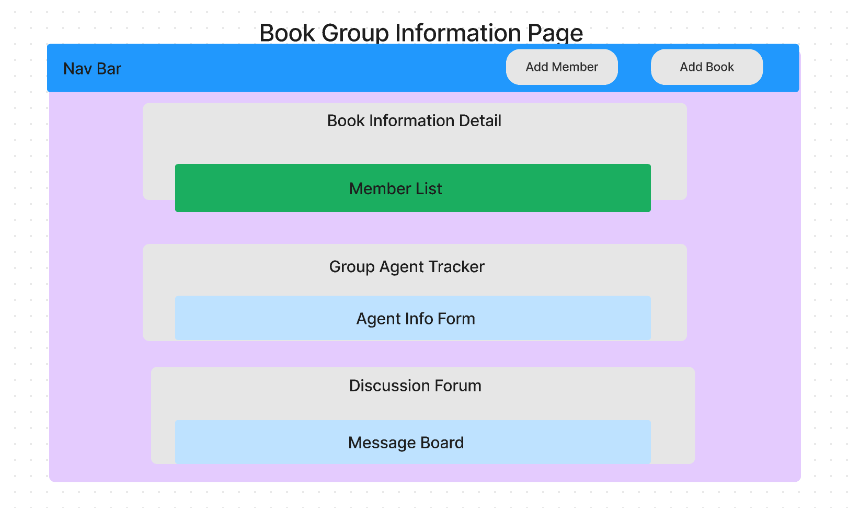 Book Group Information Page
Nav Bar
Add Member
Add Book
Book Information Detail
Member List
Group Agent Tracker
Agent Info Form
Discussion Forum
Message Board